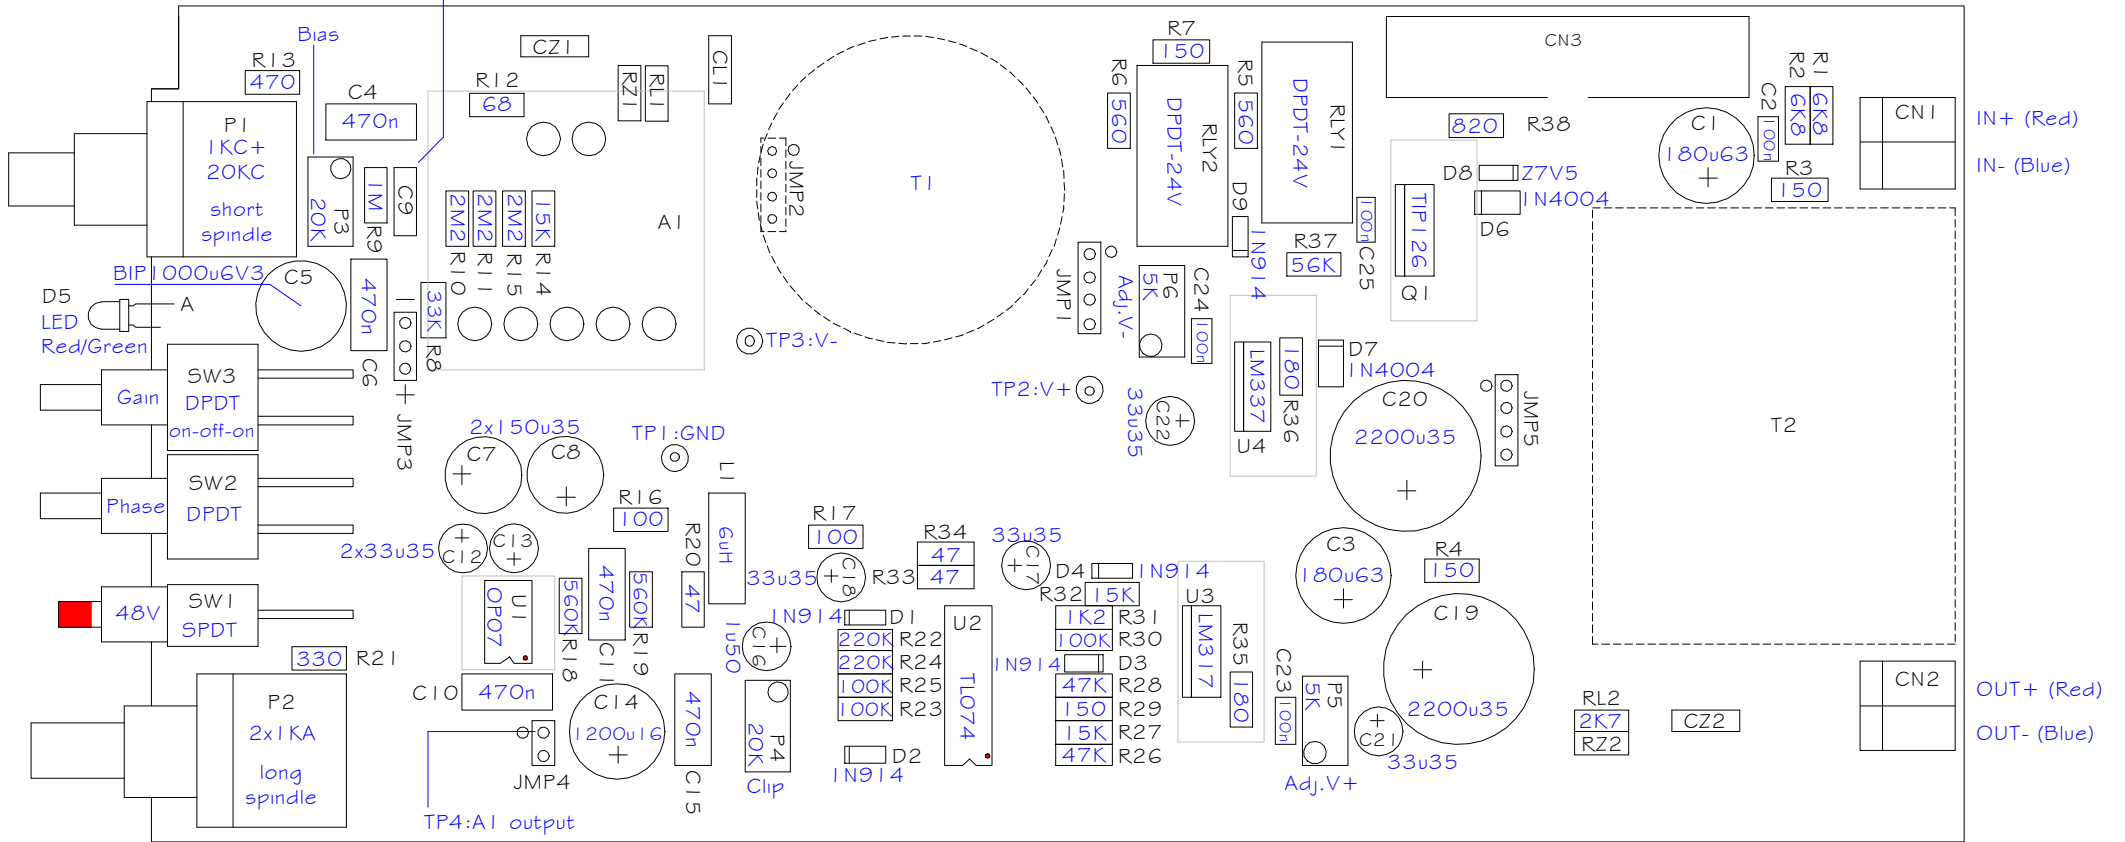 Bias
R13
470
C4
470n
P1
1KC+
20KC
short
spindle
20K
P3
1M
R9
C9
R12
68
CZ1
RZ1
RL1
CL1
A1
2M2
R10
2M2
R11
2M2
R15
15K
R14
BIP1000u6V3
C5
470n
C6
33K
R8
1
JMP3
D5
LED
Red/Green
A
SW3
DPDT
on-off-on
Gain
SW2
DPDT
Phase
SW1
SPDT
48V
330
R21
P2
2x1KA
long
spindle
T1
JMP2
TP3:V-
TP2:V+
TP1:GND
2x150u35
C7
C8
2x33u35
C12
C13
R16
100
R20
47
L1
6uH
U1
OP07
560K
R18
470n
C11
560K
R19
C10
470n
C14
1200u16
470n
C15
JMP4
TP4:A1 output
1u50
C16
20K
P4
Clip
R17
100
33u35
C18
R34
47
R33
47
1N914
D1
220K
R22
220K
R24
100K
R25
100K
R23
D2
1N914
U2
TL074
33u35
C17
D4
1N914
R32
15K
1K2
R31
100K
R30
1N914
D3
47K
R28
150
R29
15K
R27
47K
R26
U3
LM317
R35
180
C23
100n
P5
5K
Adj.V+
C21
33u35
R7
150
R6
560
DPDT-24V
RLY2
R5
560
DPDT-24V
RLY1
D9
1N914
R37
56K
100n
C25
JMP1
Adj.V-
P6
5K
C24
100n
33u35
C22
LM337
U4
180
R36
D7
1N4004
C20
2200u35
JMP5
CN3
820
R38
TIP126
Q1
D8
Z7V5
1N4004
D6
C1
180u63
C2
100n
R2
6K8
R1
6K8
R3
150
CN1
IN+ (Red)
IN- (Blue)
T2
C3
180u63
R4
150
C19
2200u35
RL2
2K7
RZ2
CZ2
CN2
OUT+ (Red)
OUT- (Blue)